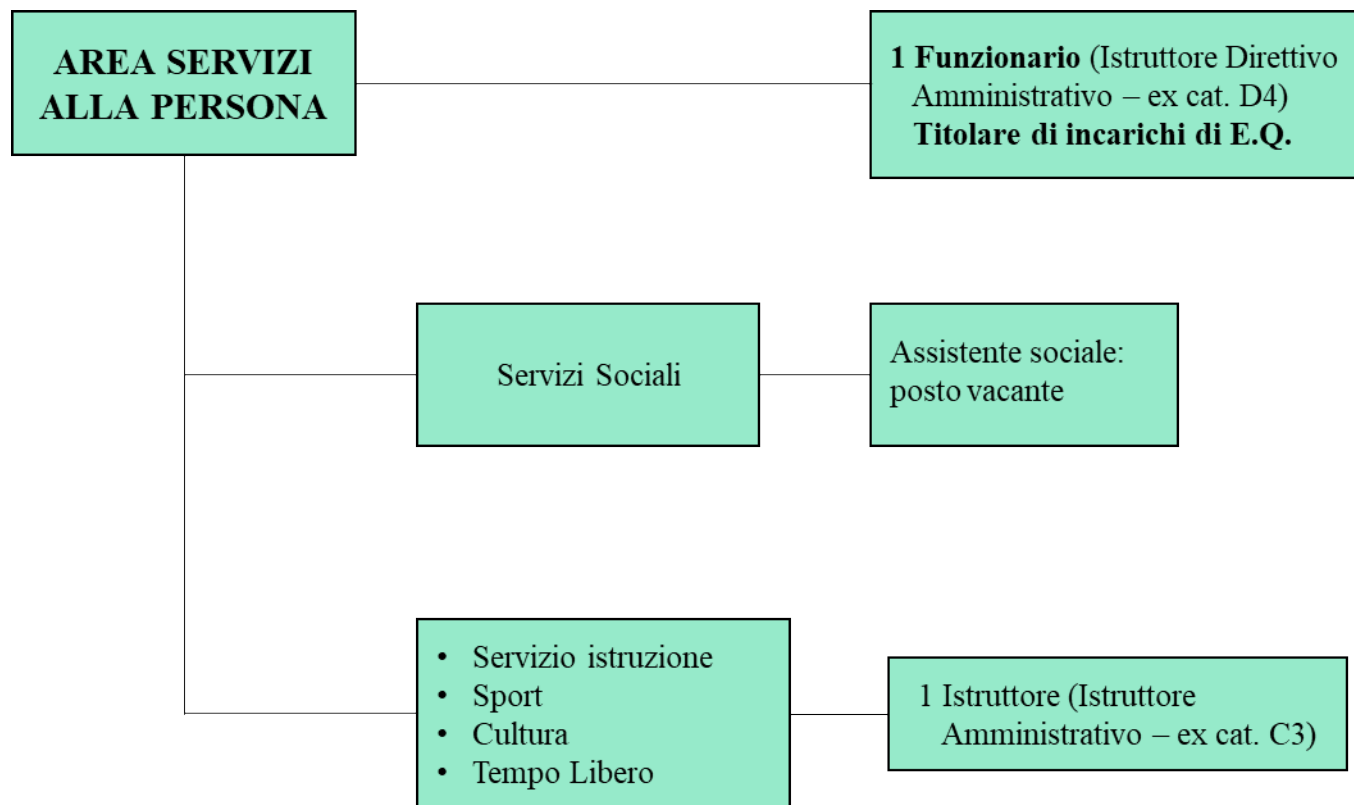 AREA SERVIZI
ALLA PERSONA
1 Funzionario (Istruttore Direttivo
Amministrativo – ex cat. D4)
Titolare di incarichi di E.Q.
Servizi Sociali
Assistente sociale:
posto vacante
• Servizio istruzione
• Sport
• Cultura
• Tempo Libero
1 Istruttore (Istruttore
Amministrativo – ex cat. C3)